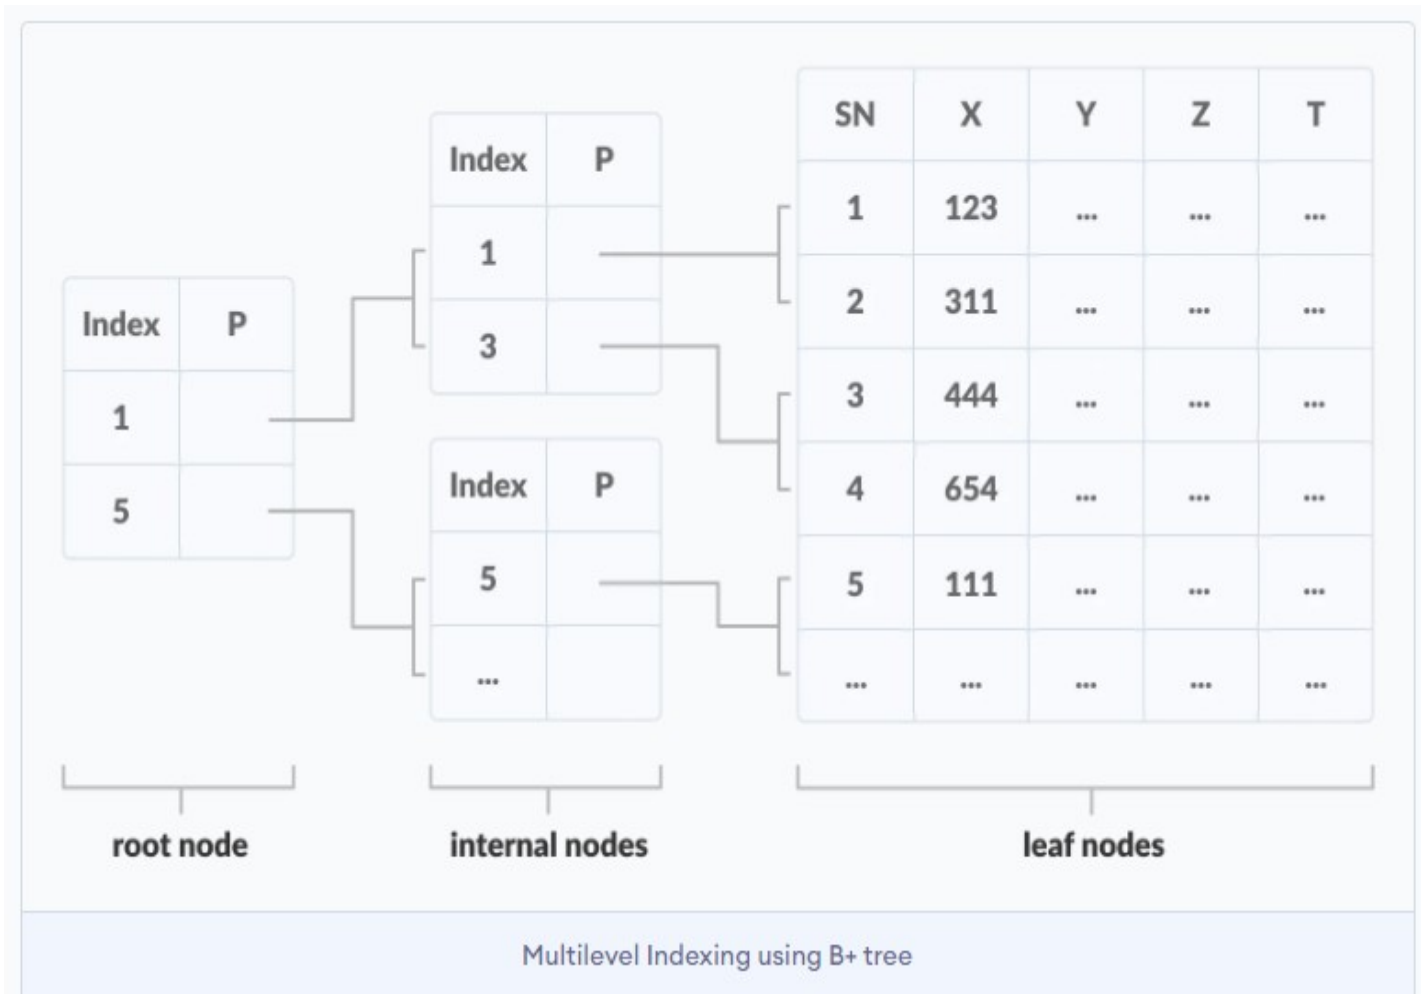 Index P
1
5
Index P
1
3
Index P
5
...
SN X Y Z T
1 123 ... ... ...
2 311 ... ... ...
3 444 ... ... ...
4 654 ... ... ...
5 111 ... ... ...
... ... ... ... ...
root node
internal nodes
leaf nodes
Multilevel Indexing using B+ tree